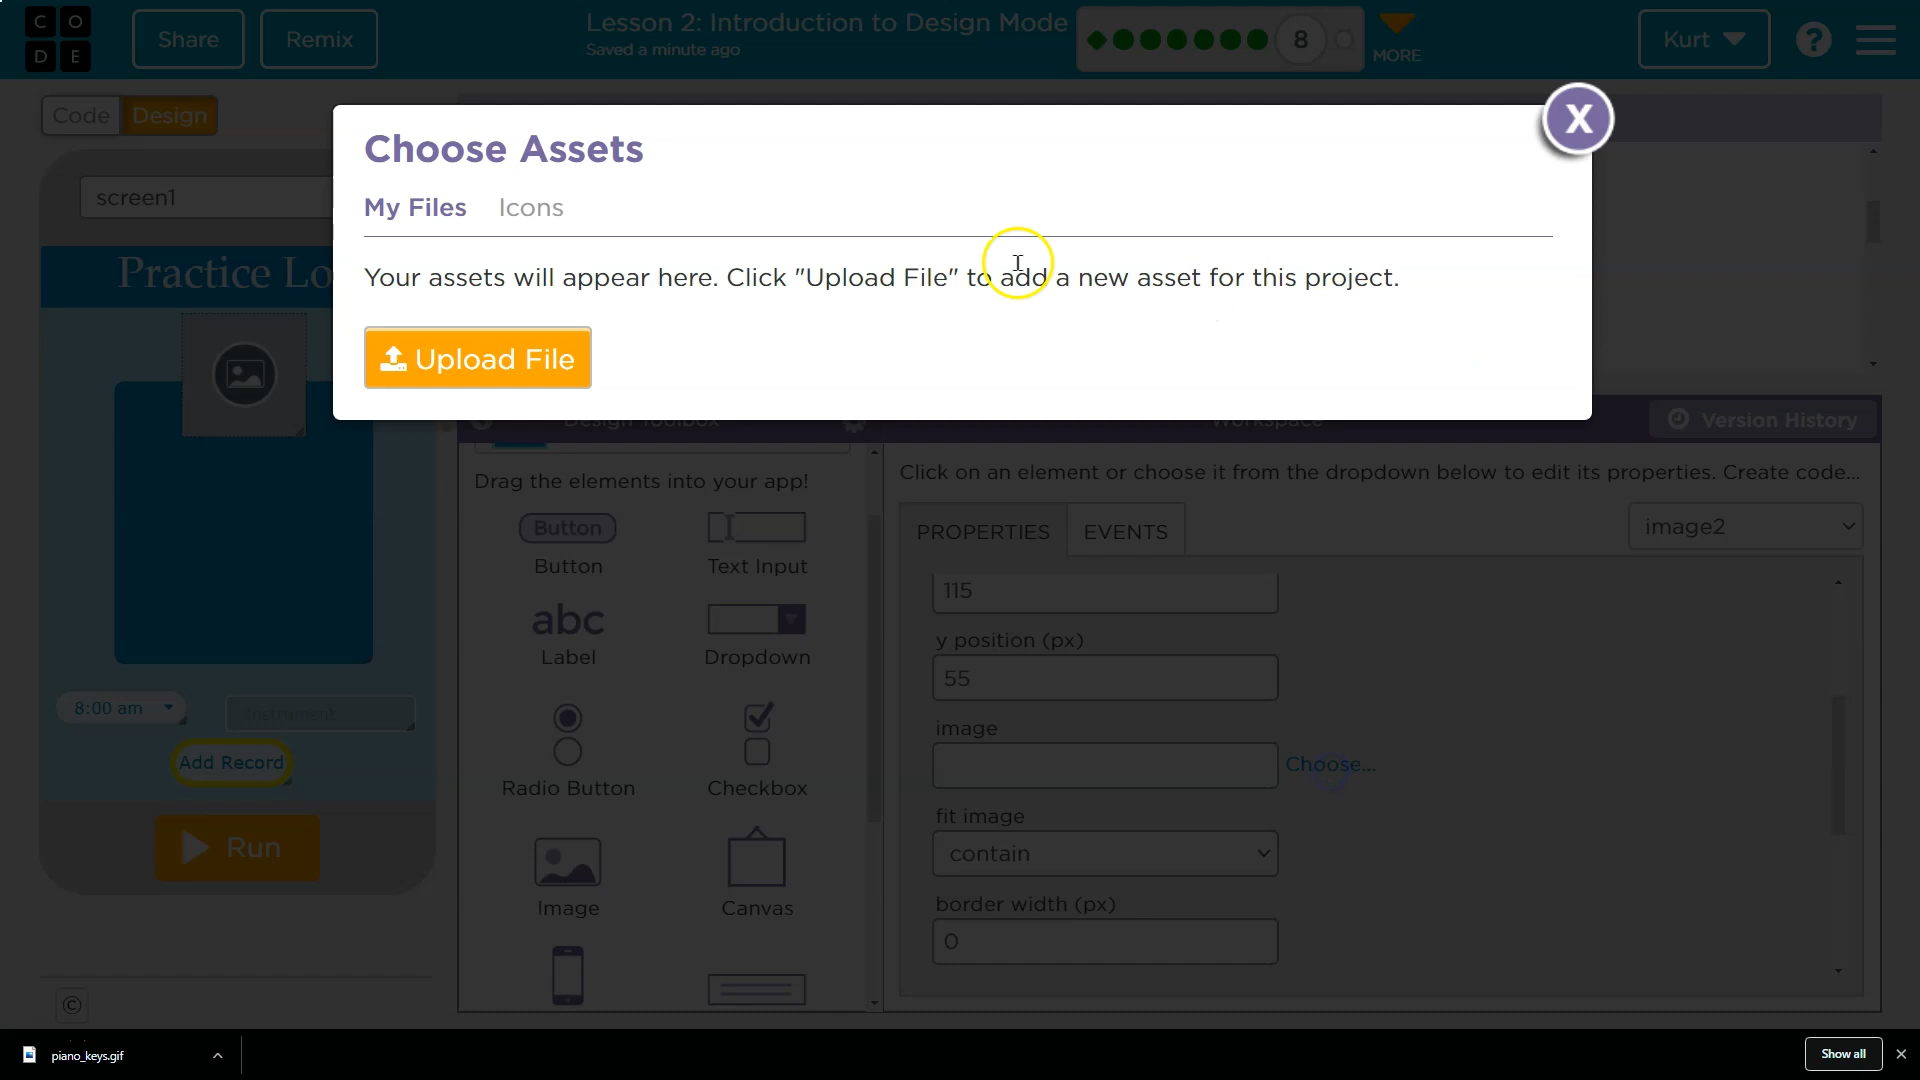 C O
D E
Share
Remix
Lesson 2: Introduction to Design Mode
Saved a minute ago
8
MORE
Kurt
?
Code
Design
X
Choose Assets
My Files
Icons
screen1
Practice Lo
Your assets will appear here. Click "Upload File" to add a new asset for this project.
Upload File
Design Toolbox
Workspace
Version History
Drag the elements into your app!
Click on an element or choose it from the dropdown below to edit its properties. Create code...
Button
Button
Text Input
PROPERTIES
EVENTS
image2
115
abc
Label
Dropdown
y position (px)
55
8:00 am
Instrument
image
Add Record
Choose...
Radio Button
Checkbox
fit image
contain
Run
Image
Canvas
border width (px)
0
©
piano_keys.gif
Show all